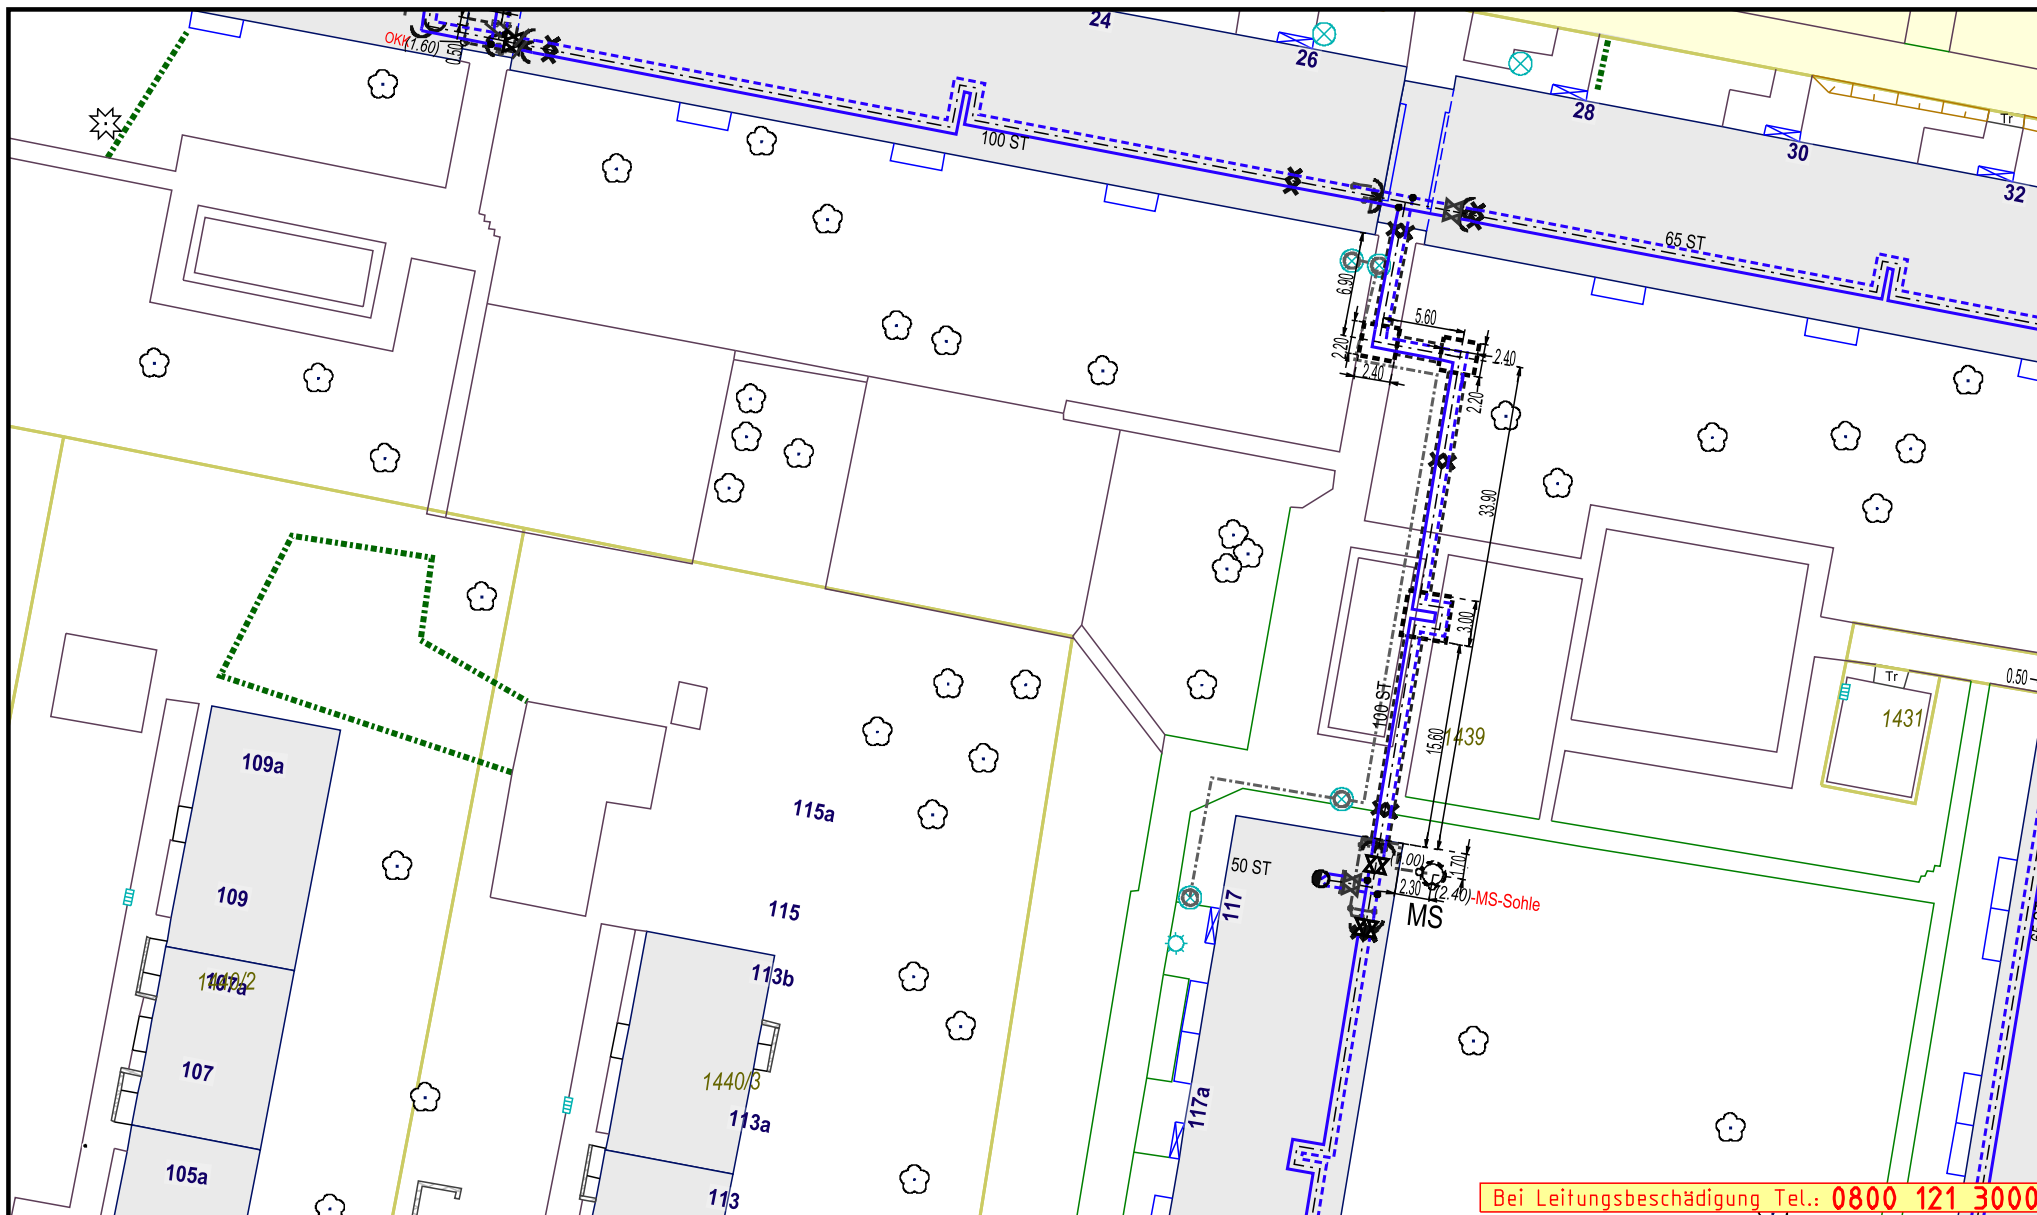 24
26
28
30
32
Tr
OKK(1.60)
0.50
100 ST
65 ST
6.90
5.60
2.40
2.20
2.40
2.20
33.90
3.00
100 ST
15.60
1439
1431
Tr
0.50
109a
109
1440/2
107a
107
105a
115a
115
113b
1440/3
113a
113
50 ST
117
117a
1.70
2.30
(2.40)-MS-Sohle
MS
Bei Leitungsbeschädigung Tel.: 0800 121 3000